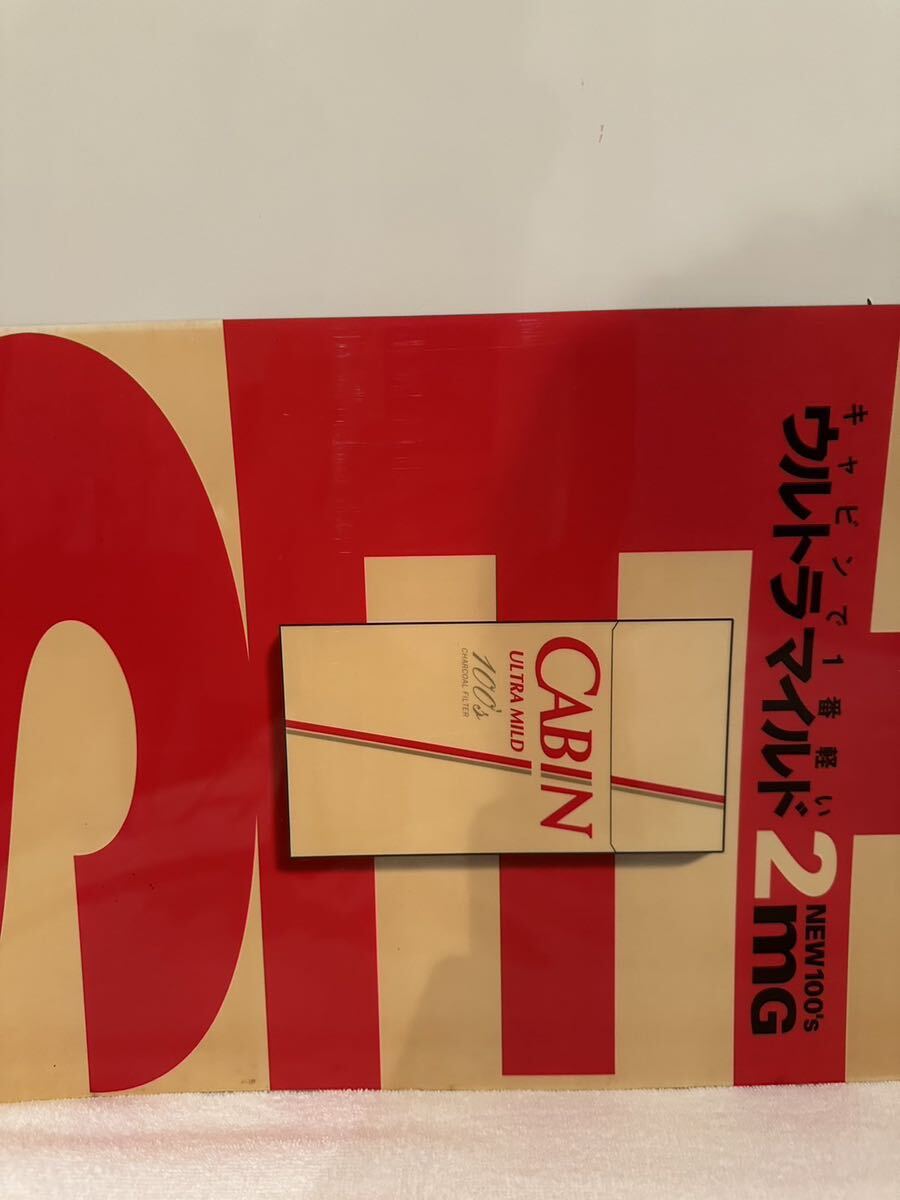 キャビンで1番軽い
ウルトラマイルド2mG
NEW100's
CABIN
ULTRA MILD
100's
CHARCOAL FILTER